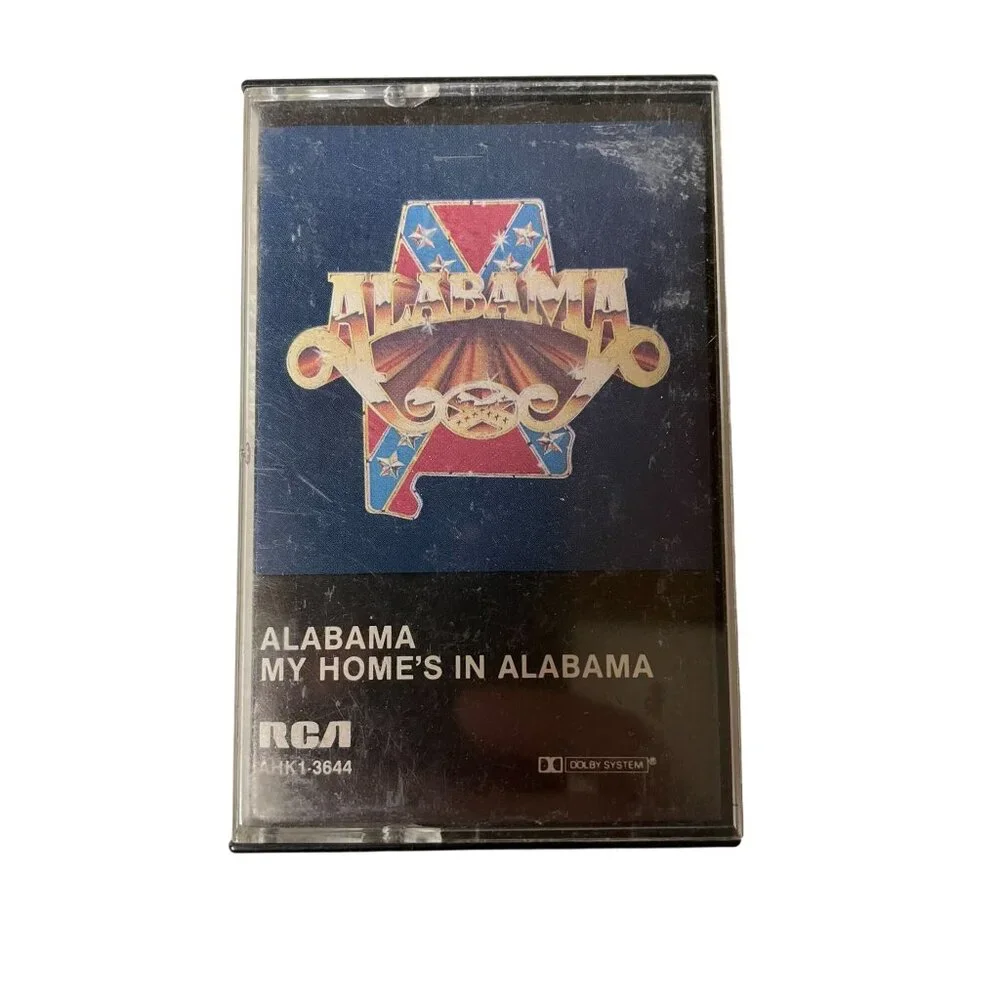 ALABAMA
ALABAMA
MY HOME'S IN ALABAMA
RCA
AHK1-3644
DOLBY SYSTEM®